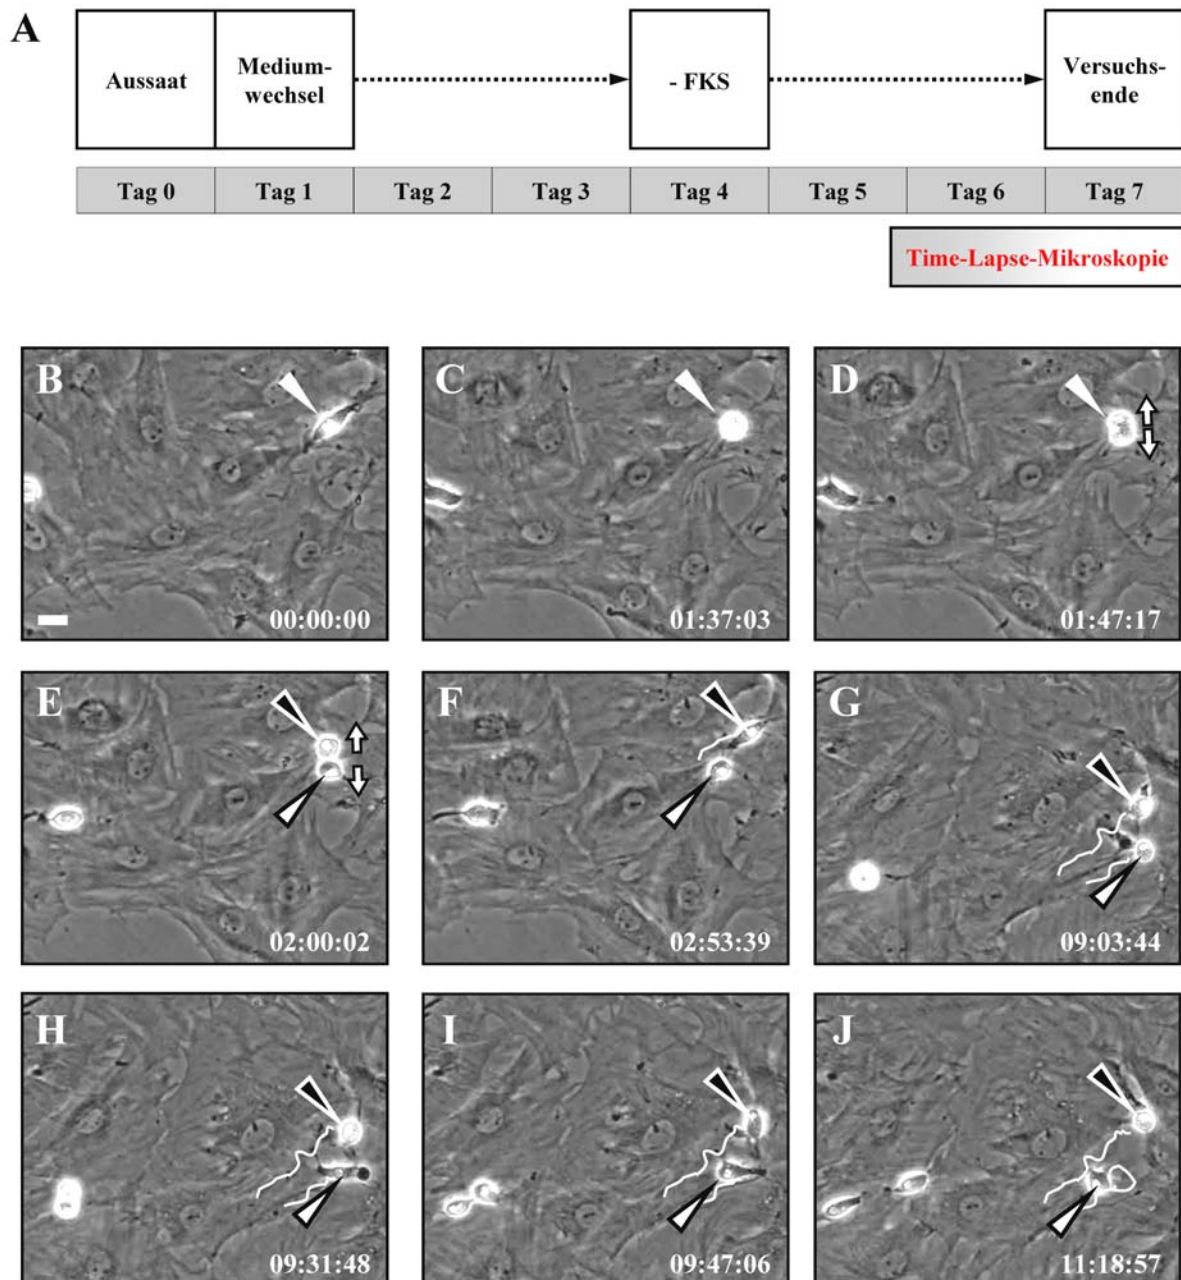 A
Aussaat
Medium-
wechsel
- FKS
Versuchs-
ende
Tag 0
Tag 1
Tag 2
Tag 3
Tag 4
Tag 5
Tag 6
Tag 7
Time-Lapse-Mikroskopie
B
00:00:00
C
01:37:03
D
01:47:17
E
02:00:02
F
02:53:39
G
09:03:44
H
09:31:48
I
09:47:06
J
11:18:57